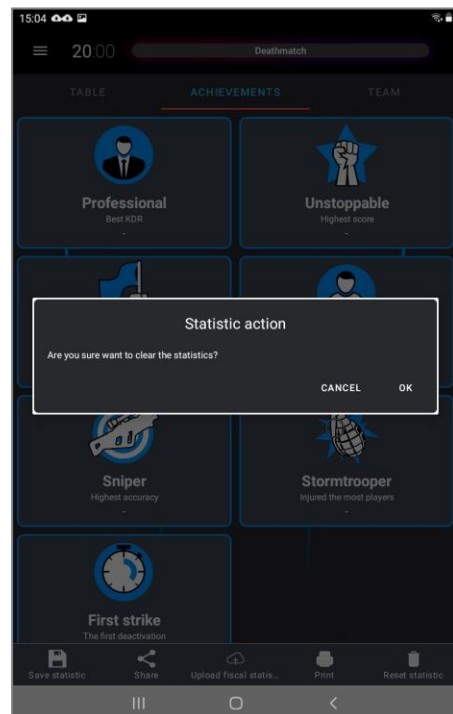 15:04
20:00
Deathmatch
TABLE
ACHIEVEMENTS
TEAM
Professional
Best KDR
-
Unstoppable
Highest score
-
Statistic action
Are you sure want to clear the statistics?
CANCEL
OK
Sniper
Highest accuracy
-
Stormtrooper
Injured the most players
-
First strike
The first deactivation
Save statistic
Share
Upload fiscal statis...
Print
Reset statistic